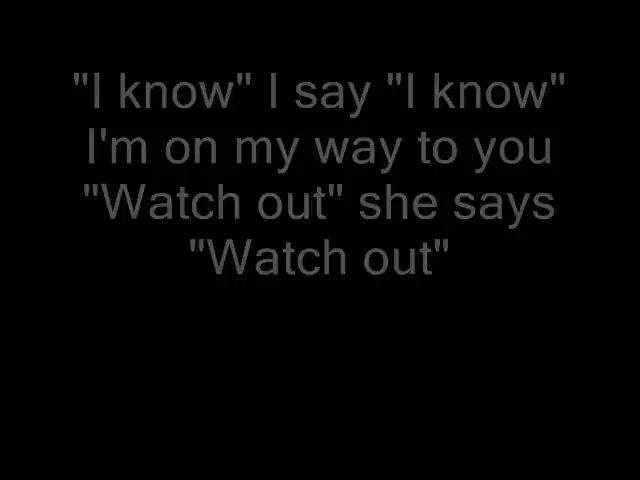 "I know" I say "I know"
I'm on my way to you
"Watch out" she says
"Watch out"